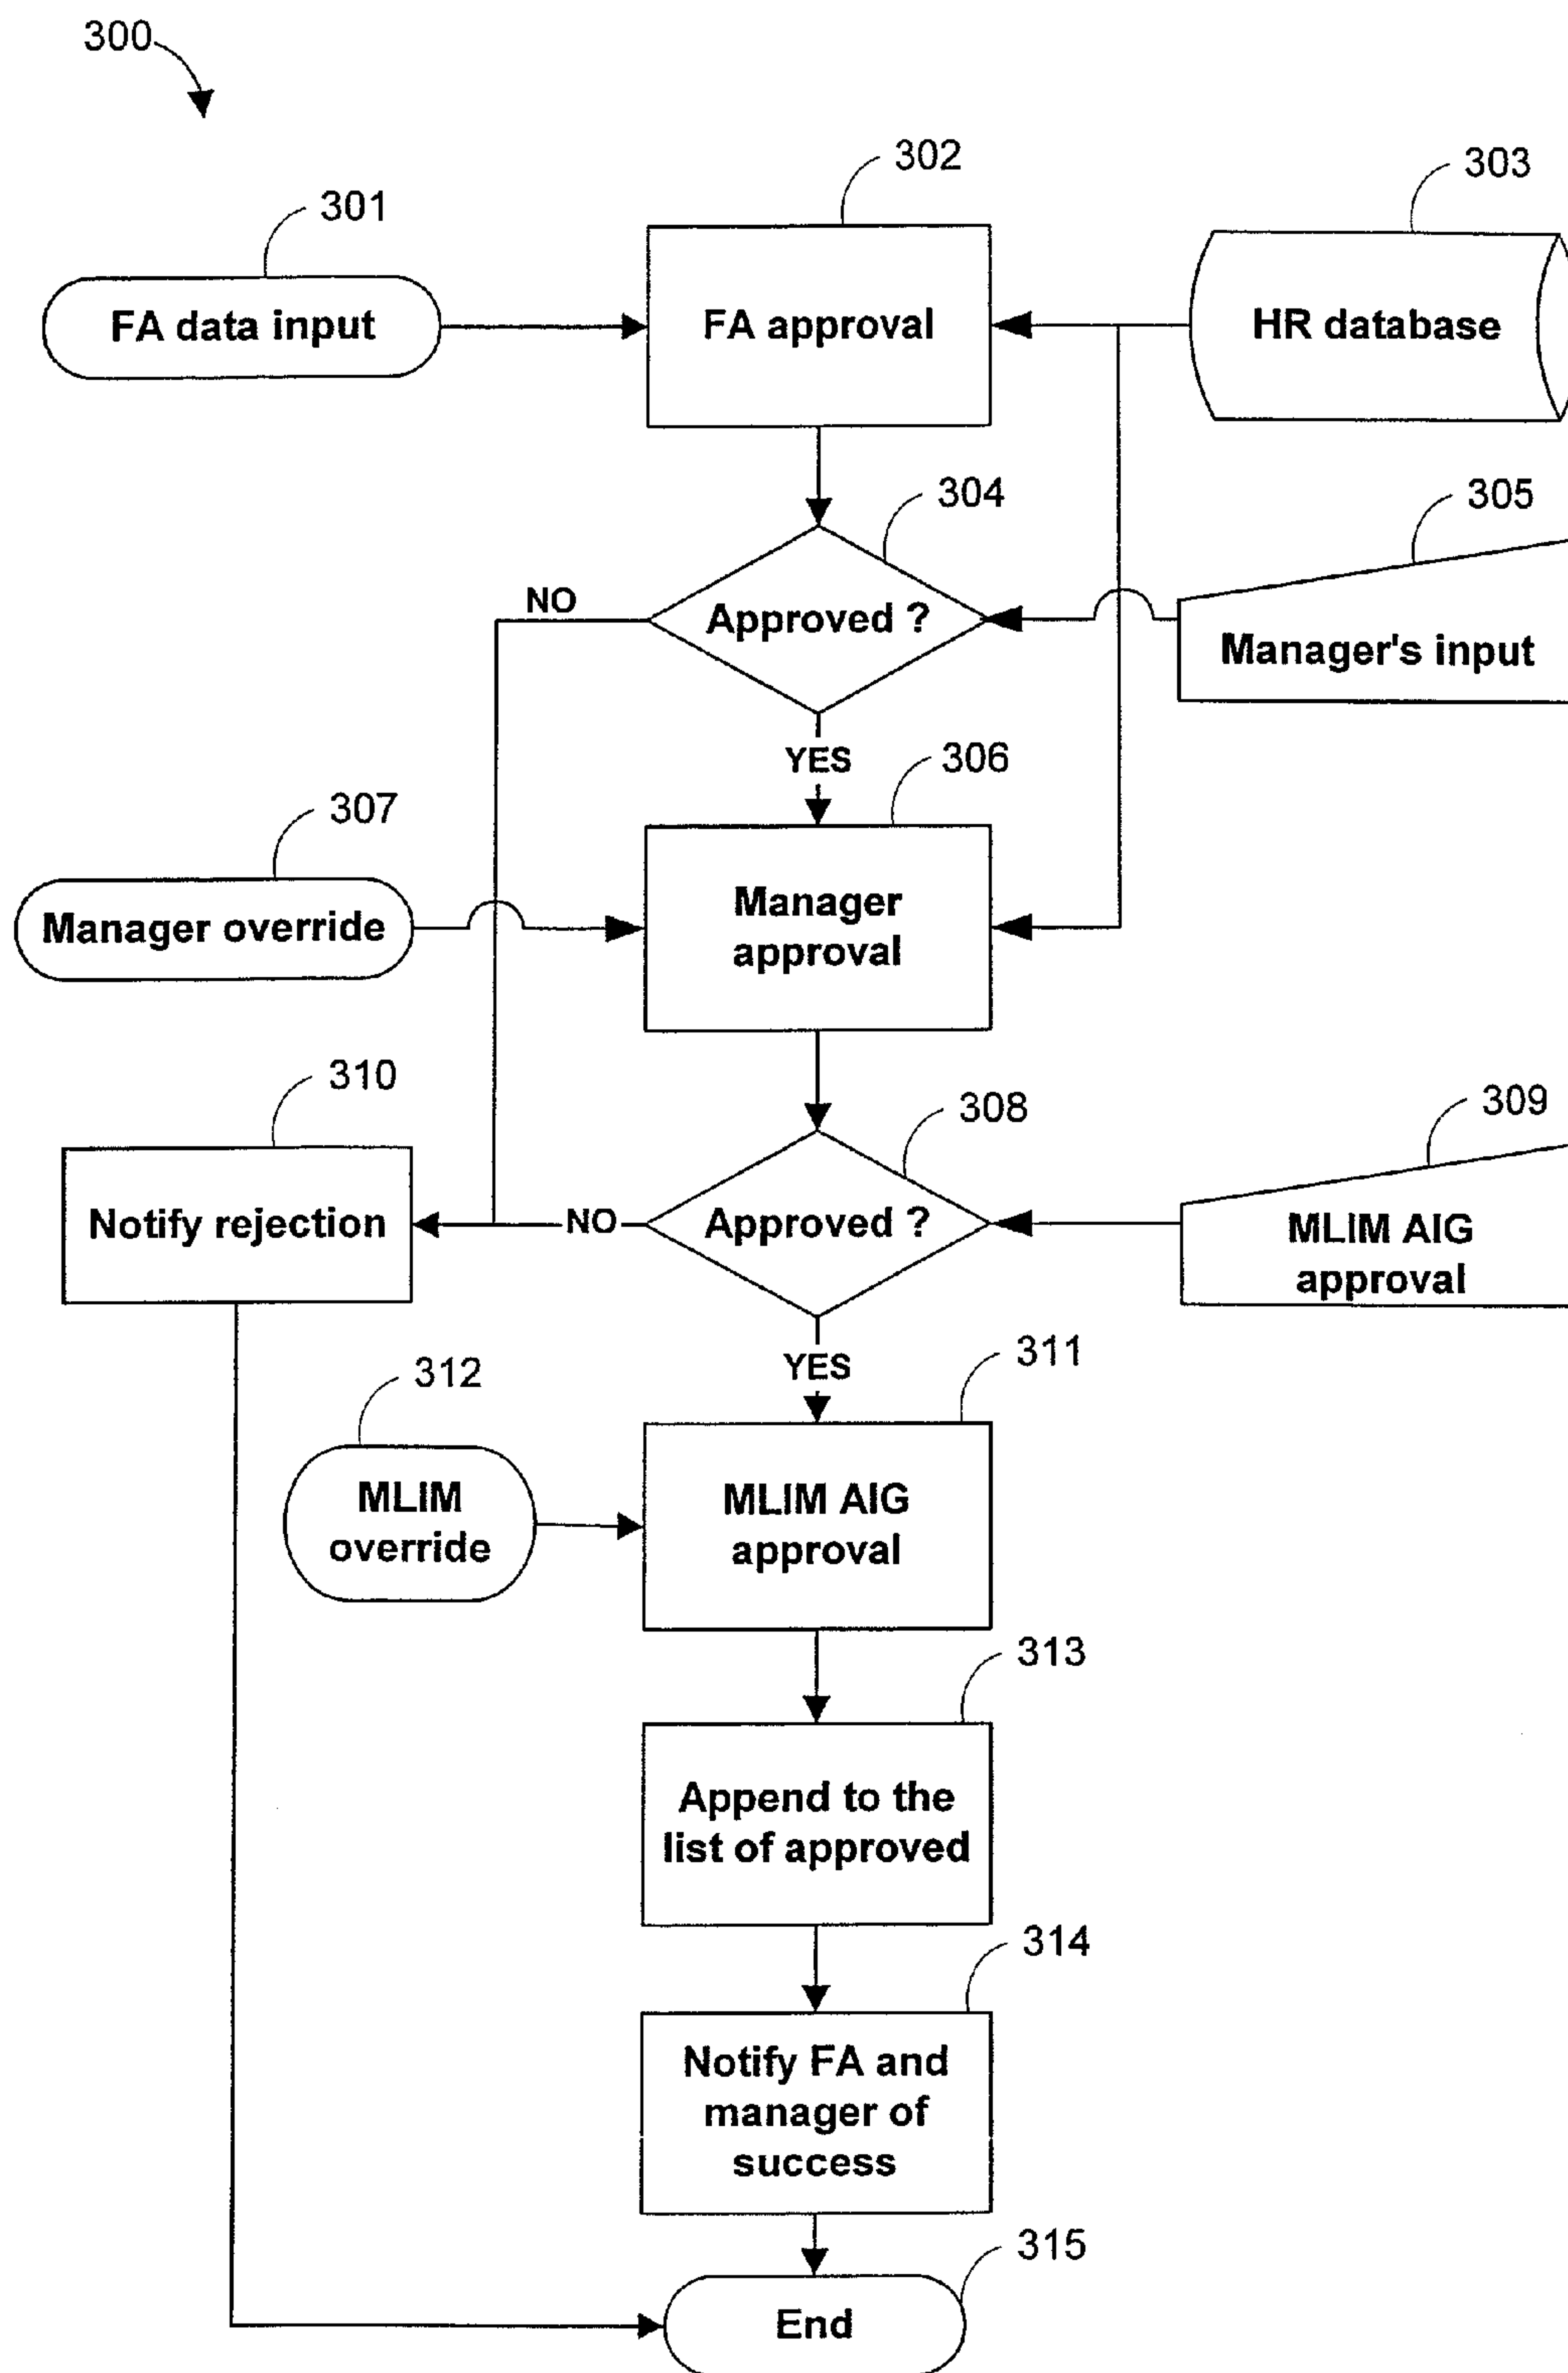 300
302
303
301
FA data input
FA approval
HR database
304
305
NO
Approved ?
Manager's input
YES
306
307
Manager override
Manager
approval
310
308
309
Notify rejection
NO
Approved ?
MLIM AIG
approval
YES
311
312
MLIM
override
MLIM AIG
approval
313
Append to the
list of approved
314
Notify FA and
manager of
success
315
End